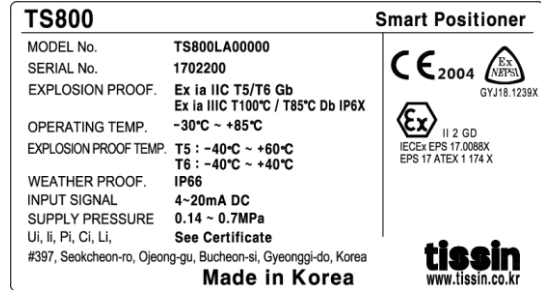 TS800 Smart Positioner
MODEL No. TS800LA00000
SERIAL No. 1702200
EXPLOSION PROOF. Ex ia IIC T5/T6 Gb
Ex ia IIIC T100℃ / T85℃ Db IP6X
OPERATING TEMP. -30℃ ~ +85℃
EXPLOSION PROOF TEMP. T5 : -40℃ ~ +60℃
T6 : -40℃ ~ +40℃
WEATHER PROOF. IP66
INPUT SIGNAL 4~20mA DC
SUPPLY PRESSURE 0.14 ~ 0.7MPa
Ui, Ii, Pi, Ci, Li, See Certificate
#397, Seokcheon-ro, Ojeong-gu, Bucheon-si, Gyeonggi-do, Korea
Made in Korea
CE 2004
Ex NEPSI
GYJ18.1239X
Ex II 2 GD
IECEx EPS 17.0088X
EPS 17 ATEX 1 174 X
tissin
www.tissin.co.kr